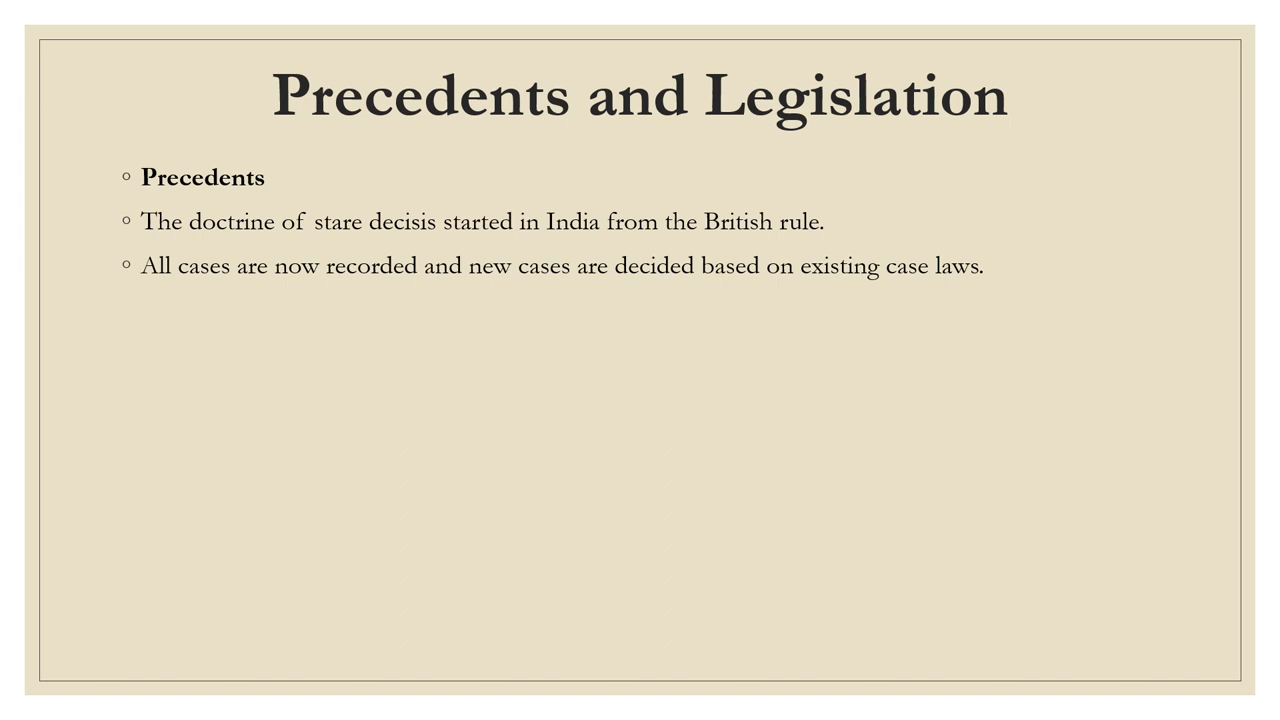 Precedents and Legislation
◦ Precedents
◦ The doctrine of stare decisis started in India from the British rule.
◦ All cases are now recorded and new cases are decided based on existing case laws.